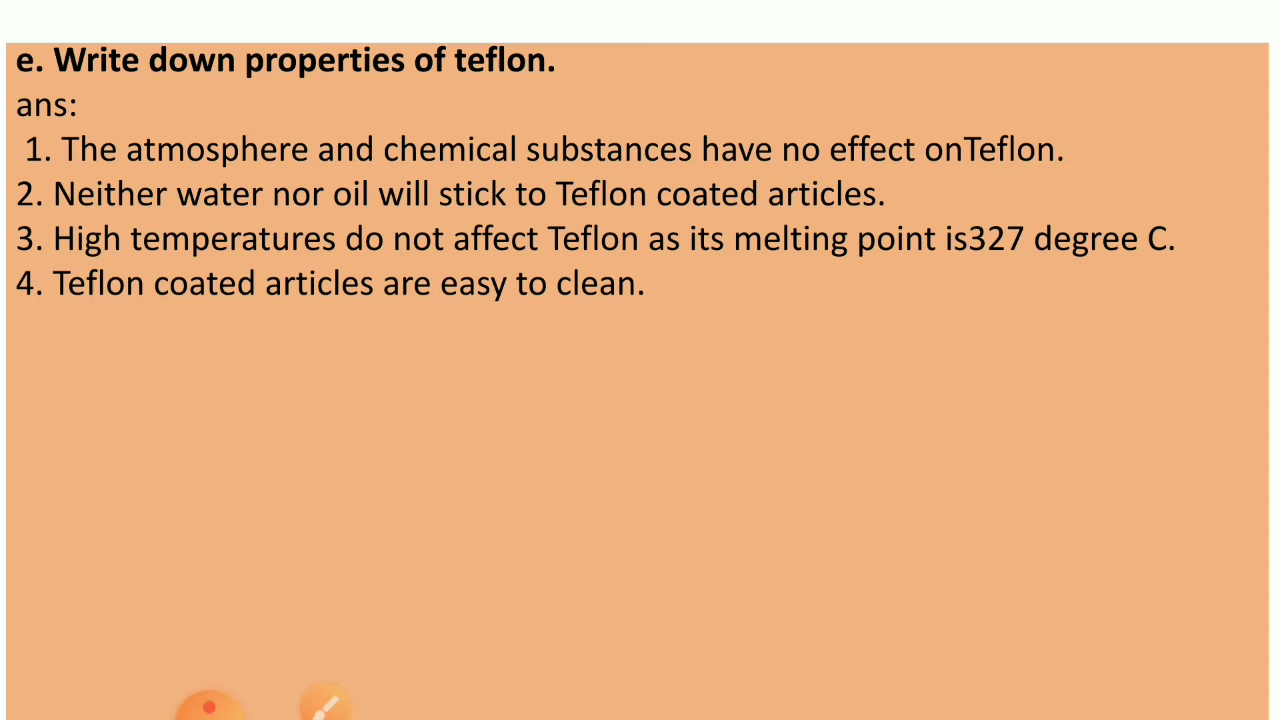 e. Write down properties of teflon.
ans:
1. The atmosphere and chemical substances have no effect onTeflon.
2. Neither water nor oil will stick to Teflon coated articles.
3. High temperatures do not affect Teflon as its melting point is327 degree C.
4. Teflon coated articles are easy to clean.